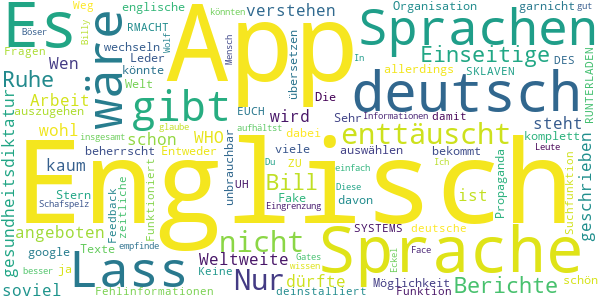 Es
App
Sprachen
wäre
deutsch
gibt
Englisch
Sprache
Lass
Nur
nicht
enttäuscht
Einseitige
Berichte
Bill
Ruhe
Wen
Arbeit
wohl
kaum
angeboten
soviel
gesundheitsdiktatur
Weltweite
dürfte
wird
WHO
schon
steht
ist
geschrieben
verstehen
Weg
englische
RMACHT
wechseln
Fragen
Böser
Billy
Leder
könnte
Welt
auszugehen
beherrscht
Entweder
Stern
zeitliche
Feedback
Funktioniert
google
ja
Texte
Keine
Fehlinformationen
besser
empfinde
Schafspelz
insgesamt
glaube
Wolf
Mensch
übersetzen
könnten
In
Organisation
garnicht
gut
allerdings
DES
SKLAVEN
RUNTERLADEN
EUCH
Die
Sehr
Informationen
damit
dabei
viele
auswählen
bekommt
komplett
Leute
aufhältst
Du
einfach
Ich
ZU
Diese
Fake
davon
UH
Eingrenzung
unbrauchbar
Propaganda
Suchfunktion
deutsche
SYSTEMS
Möglichkeit
schön
Gates
wissen
Eckel
Face
Funktion
deinstalliert